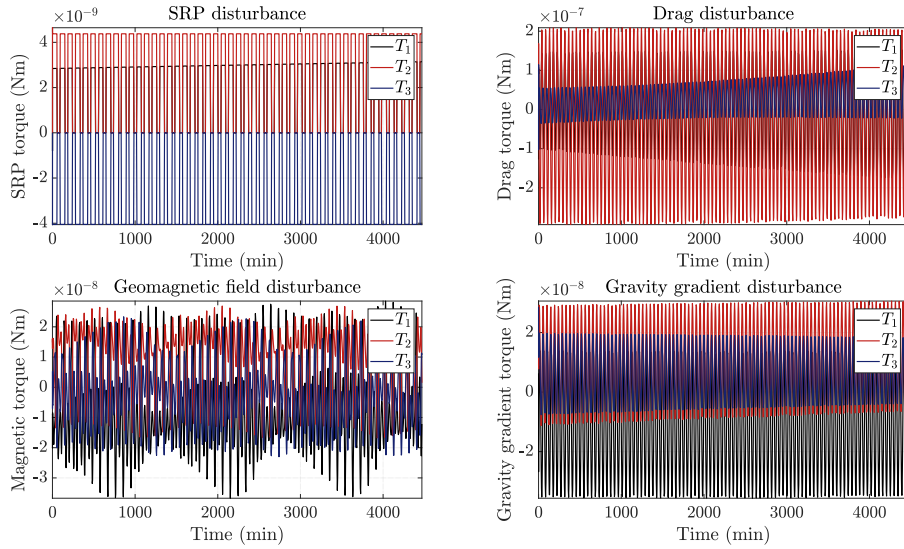 SRP disturbance
×10⁻⁹
SRP torque (Nm)
4
2
0
-2
-4
T₁
T₂
T₃
0 1000 2000 3000 4000
Time (min)
Drag disturbance
×10⁻⁷
Drag torque (Nm)
2
1
0
-1
-2
T₁
T₂
T₃
0 1000 2000 3000 4000
Time (min)
Geomagnetic field disturbance
×10⁻⁸
Magnetic torque (Nm)
2
1
0
-1
-2
-3
T₁
T₂
T₃
0 1000 2000 3000 4000
Time (min)
Gravity gradient disturbance
×10⁻⁸
Gravity gradient torque (Nm)
2
0
-2
T₁
T₂
T₃
0 1000 2000 3000 4000
Time (min)